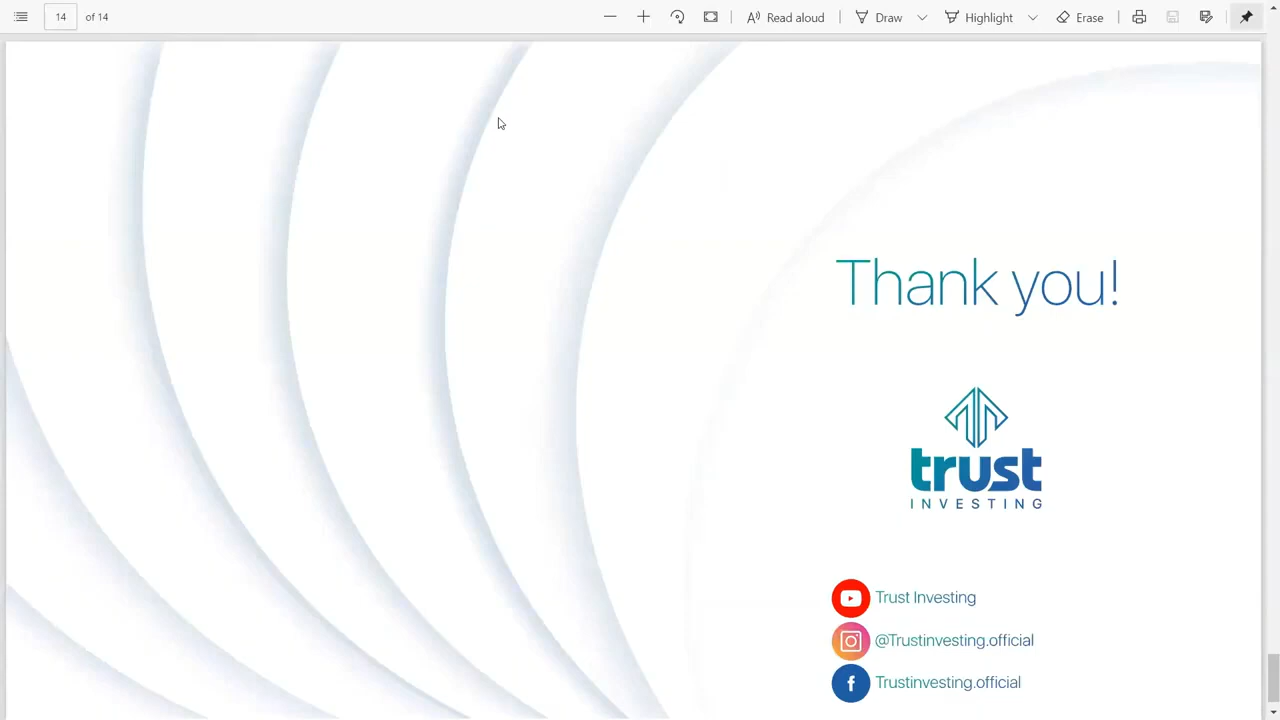 14 of 14 Read aloud Draw Highlight Erase
Thank you!
trust
INVESTING
Trust Investing
@Trustinvesting.official
Trustinvesting.official